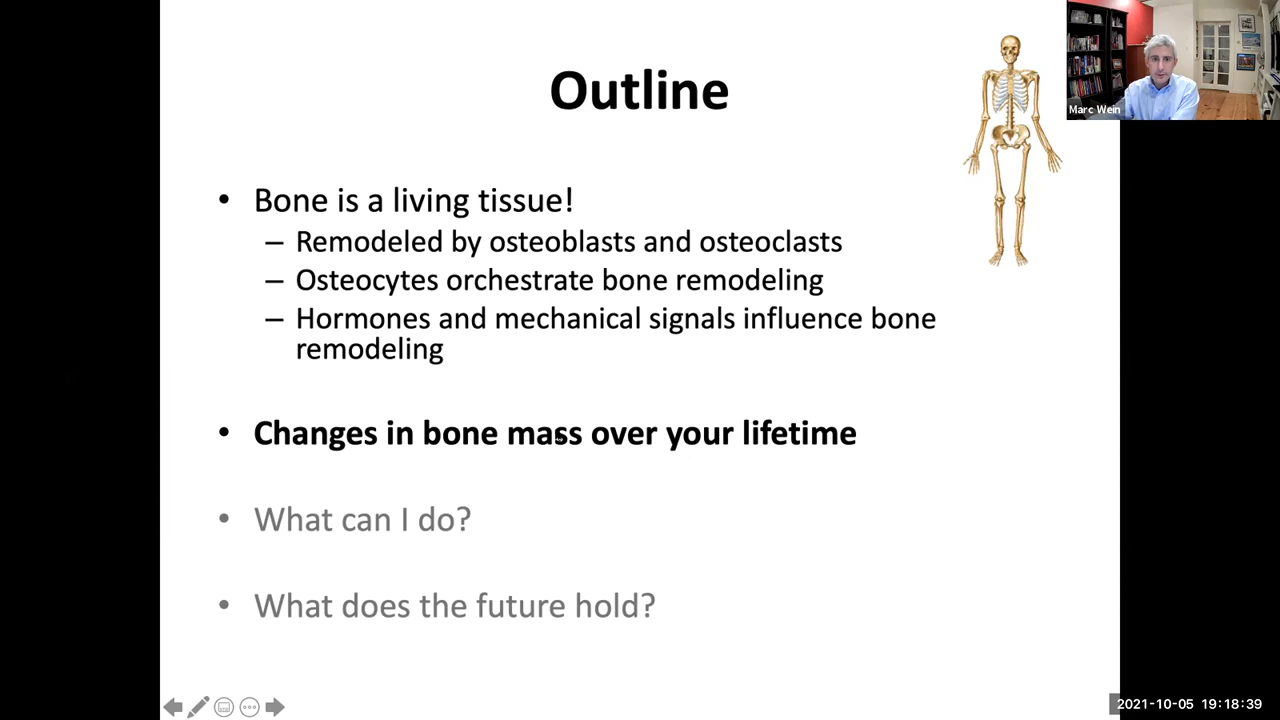 Outline
Marc Wein
• Bone is a living tissue!
– Remodeled by osteoblasts and osteoclasts
– Osteocytes orchestrate bone remodeling
– Hormones and mechanical signals influence bone
remodeling
• Changes in bone mass over your lifetime
• What can I do?
• What does the future hold?
2021-10-05 19:18:39